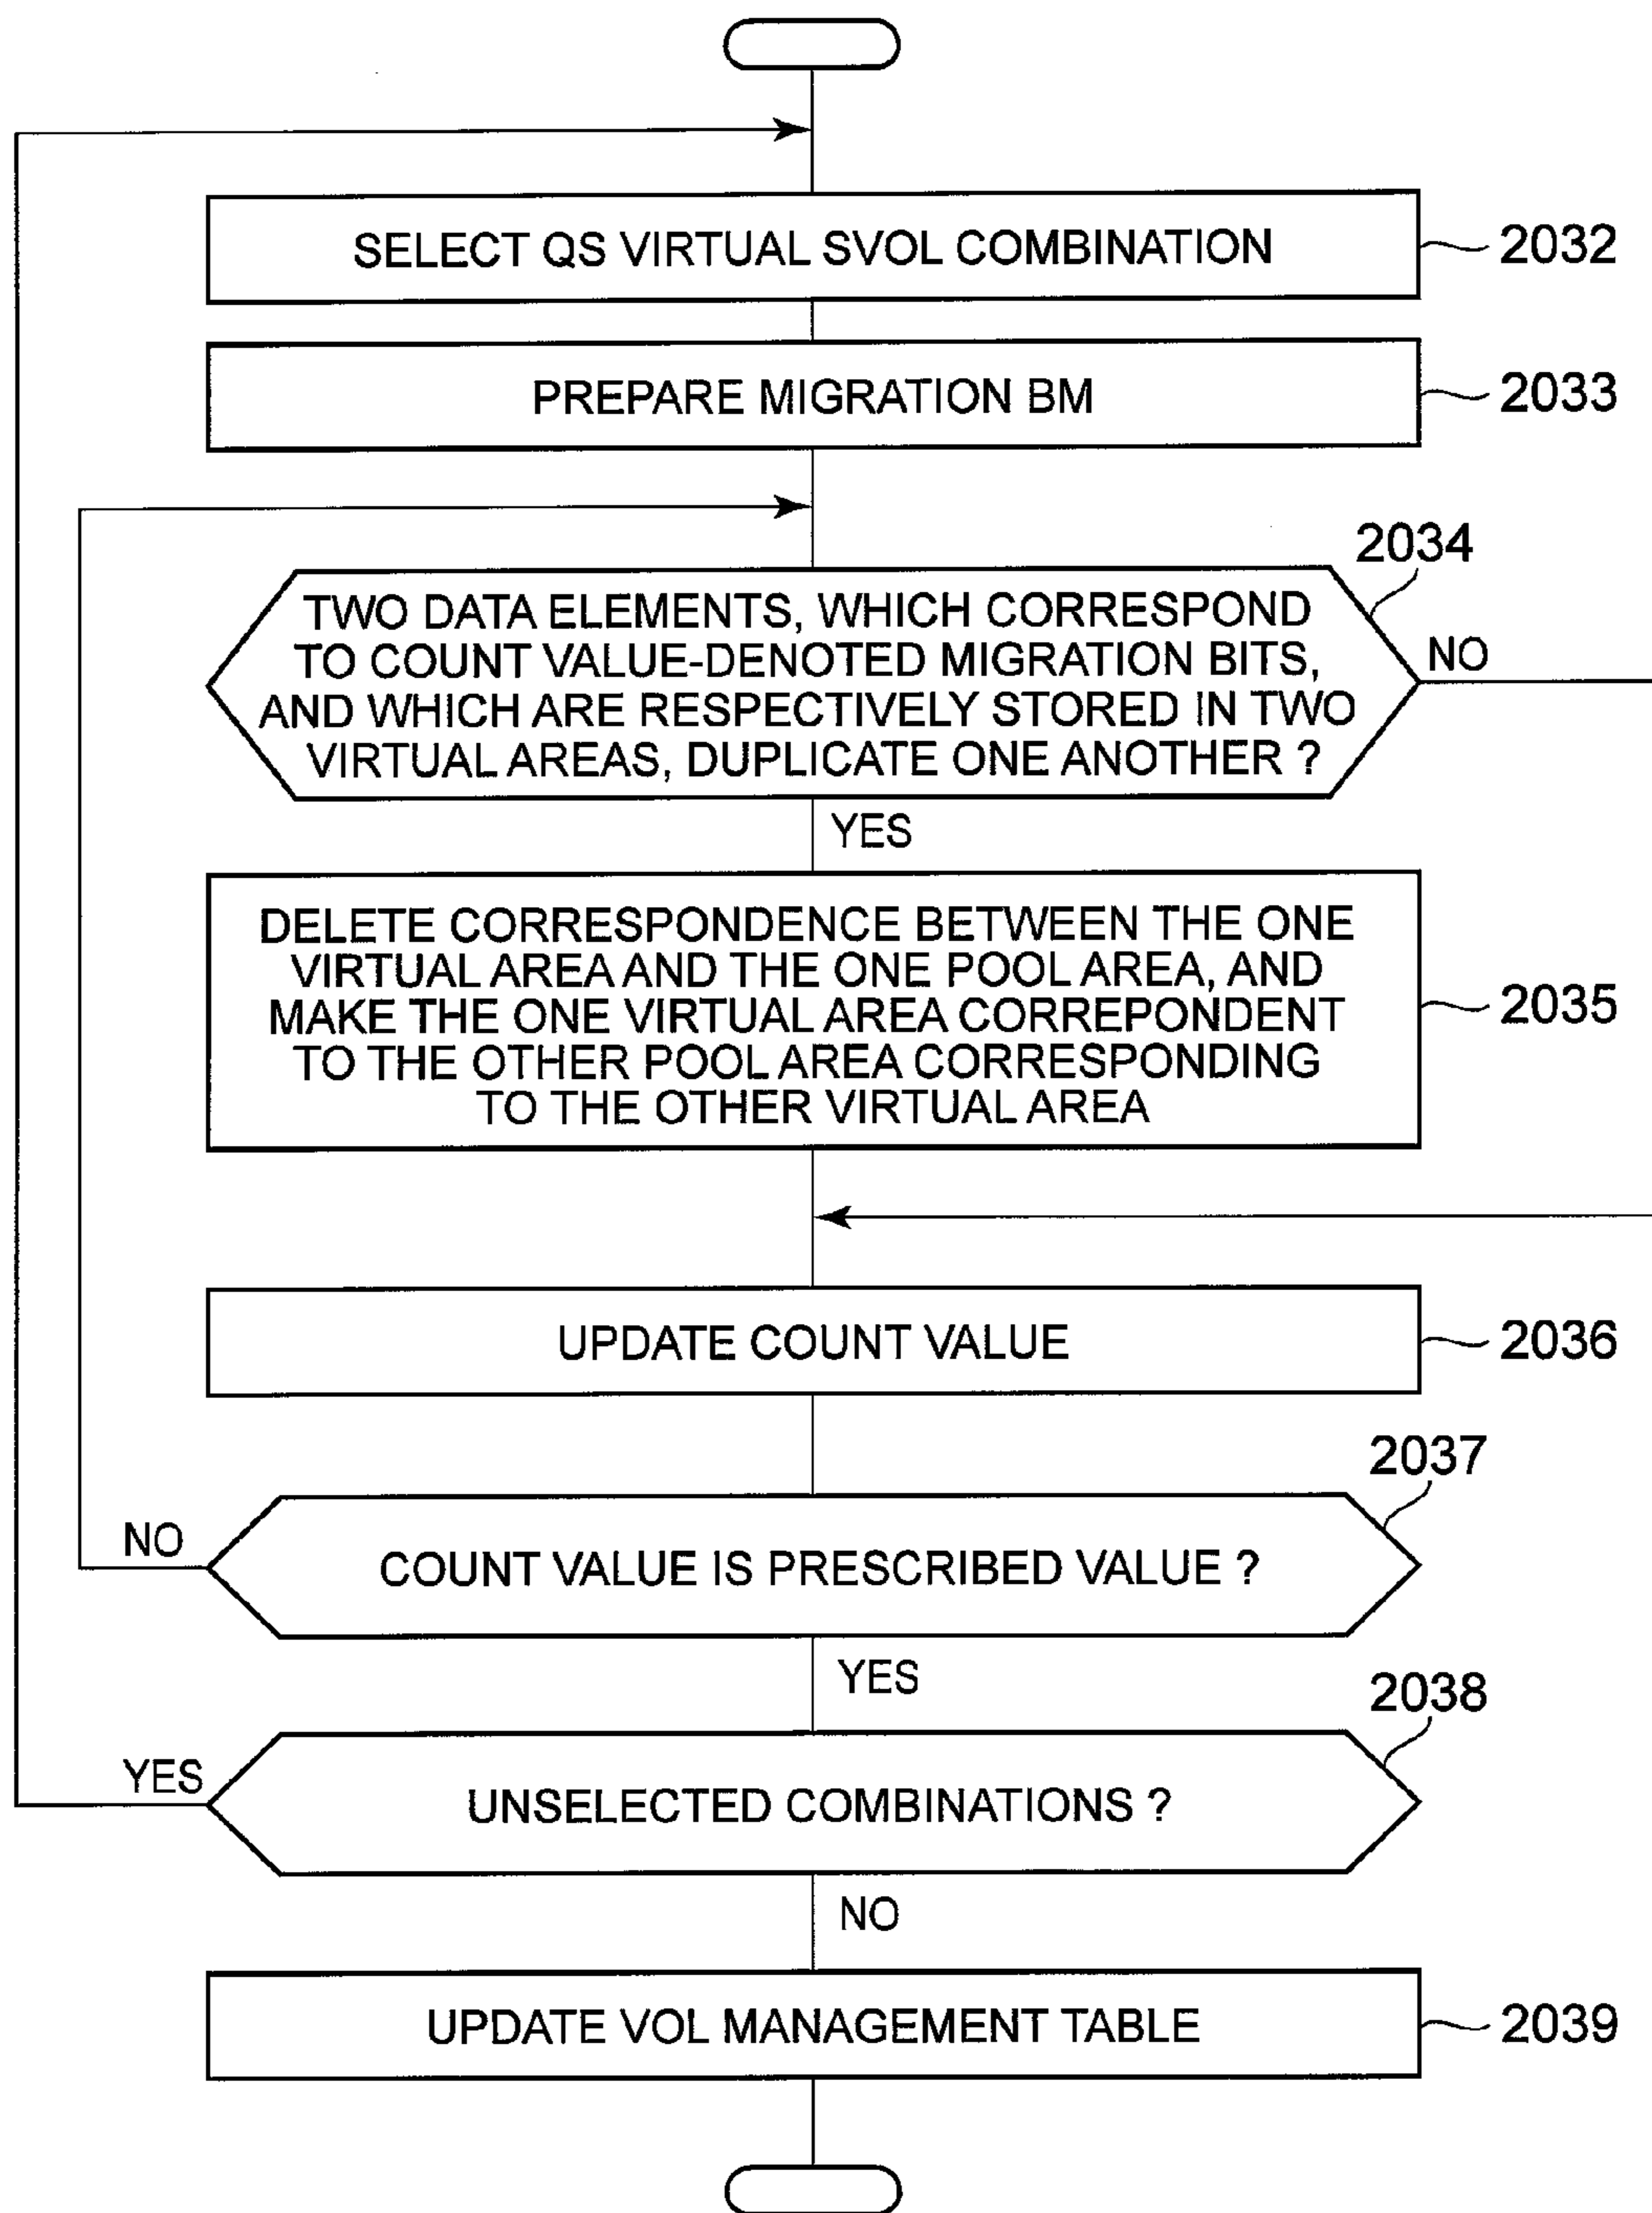 SELECT QS VIRTUAL SVOL COMBINATION
2032
PREPARE MIGRATION BM
2033
2034
TWO DATA ELEMENTS, WHICH CORRESPOND
TO COUNT VALUE-DENOTED MIGRATION BITS,
AND WHICH ARE RESPECTIVELY STORED IN TWO
VIRTUAL AREAS, DUPLICATE ONE ANOTHER ?
NO
YES
DELETE CORRESPONDENCE BETWEEN THE ONE
VIRTUAL AREA AND THE ONE POOL AREA, AND
MAKE THE ONE VIRTUAL AREA CORREPONDENT
TO THE OTHER POOL AREA CORRESPONDING
TO THE OTHER VIRTUAL AREA
2035
UPDATE COUNT VALUE
2036
2037
NO
COUNT VALUE IS PRESCRIBED VALUE ?
YES
2038
YES
UNSELECTED COMBINATIONS ?
NO
UPDATE VOL MANAGEMENT TABLE
2039